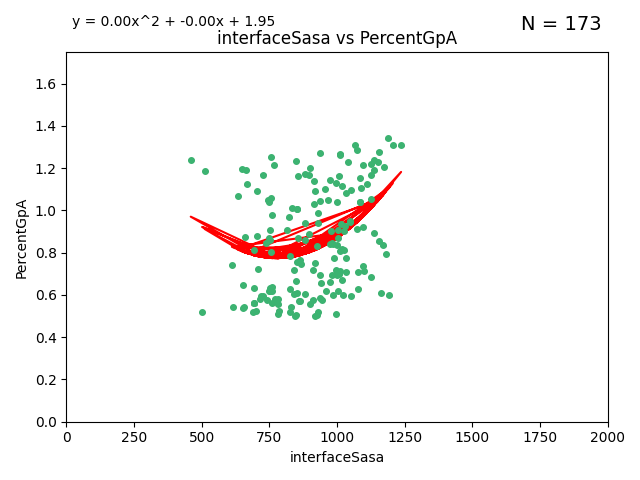 y = 0.00x^2 + -0.00x + 1.95
N = 173
interfaceSasa vs PercentGpA
PercentGpA
1.6
1.4
1.2
1.0
0.8
0.6
0.4
0.2
0.0
0 250 500 750 1000 1250 1500 1750 2000
interfaceSasa